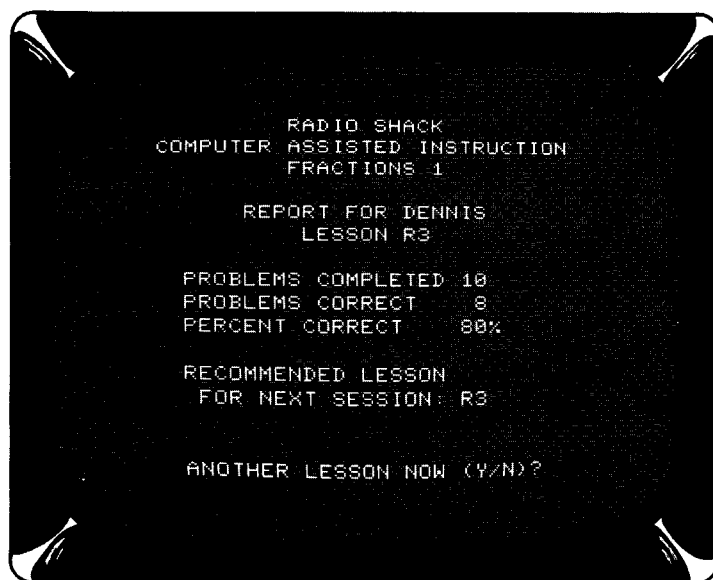 RADIO SHACK
COMPUTER ASSISTED INSTRUCTION
FRACTIONS 1
REPORT FOR DENNIS
LESSON R3
PROBLEMS COMPLETED 10
PROBLEMS CORRECT 8
PERCENT CORRECT 80%
RECOMMENDED LESSON
FOR NEXT SESSION: R3
ANOTHER LESSON NOW (Y/N)?